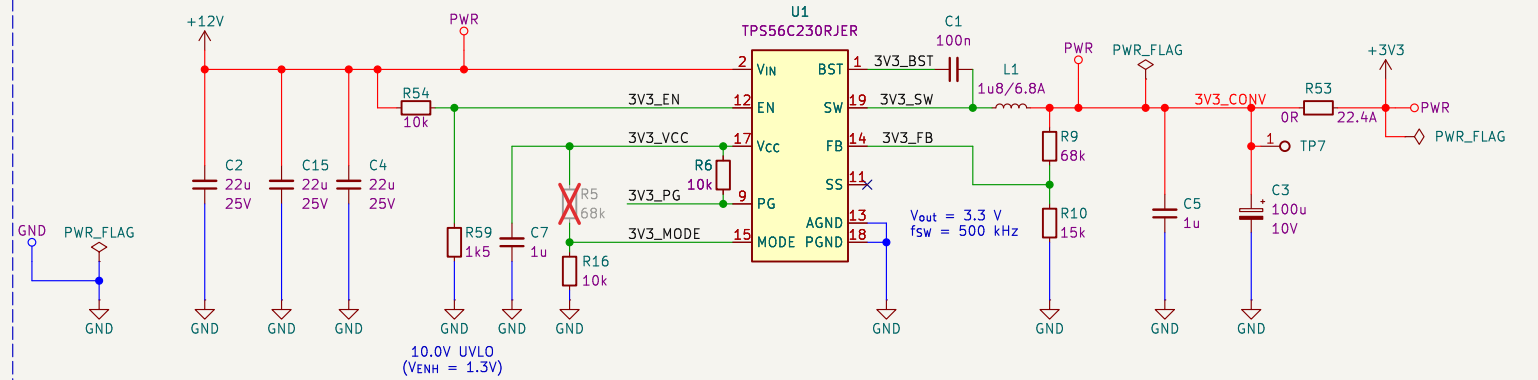 +12V
PWR
U1
TPS56C230RJER
C1
100n
PWR
PWR_FLAG
+3V3
2 VIN
BST 1
3V3_BST
L1
1u8/6.8A
R54
10k
3V3_EN
12 EN
SW 19
3V3_SW
3V3_CONV
R53
0R
22.4A
PWR
PWR_FLAG
3V3_VCC
17 VCC
FB 14
3V3_FB
R9
68k
1
TP7
C2
22u
25V
C15
22u
25V
C4
22u
25V
R6
10k
SS 11
R5
68k
3V3_PG
9 PG
C3
100u
10V
+
C5
1u
R10
15k
AGND 13
VOUT = 3.3 V
fSW = 500 kHz
GND
PWR_FLAG
R59
1k5
C7
1u
3V3_MODE
15 MODE
PGND 18
R16
10k
GND
GND
GND
GND
GND
GND
GND
GND
GND
GND
GND
10.0V UVLO
(VENH = 1.3V)